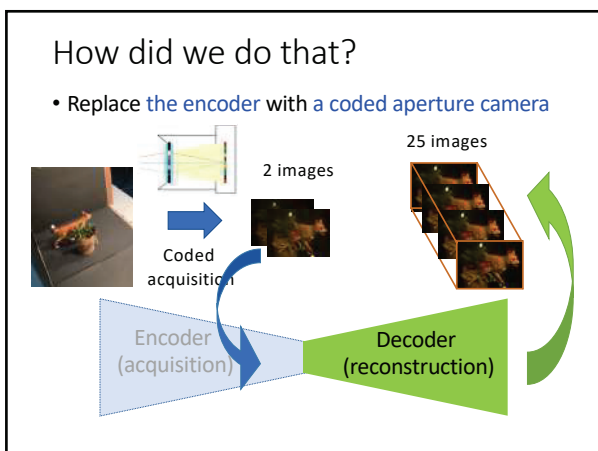 How did we do that?
• Replace the encoder with a coded aperture camera
25 images
2 images
Coded
acquisition
Encoder
(acquisition)
Decoder
(reconstruction)